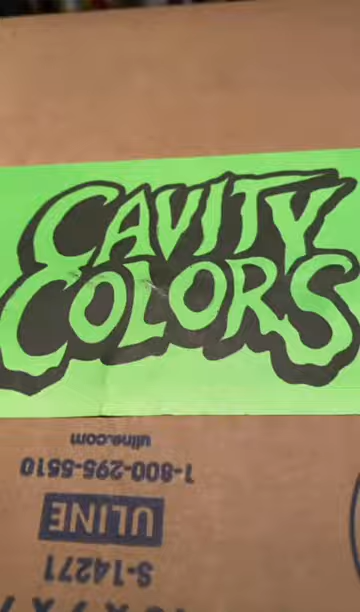 CAVITY
COLORS
uline.com
1-800-295-5510
ULINE
S-14271